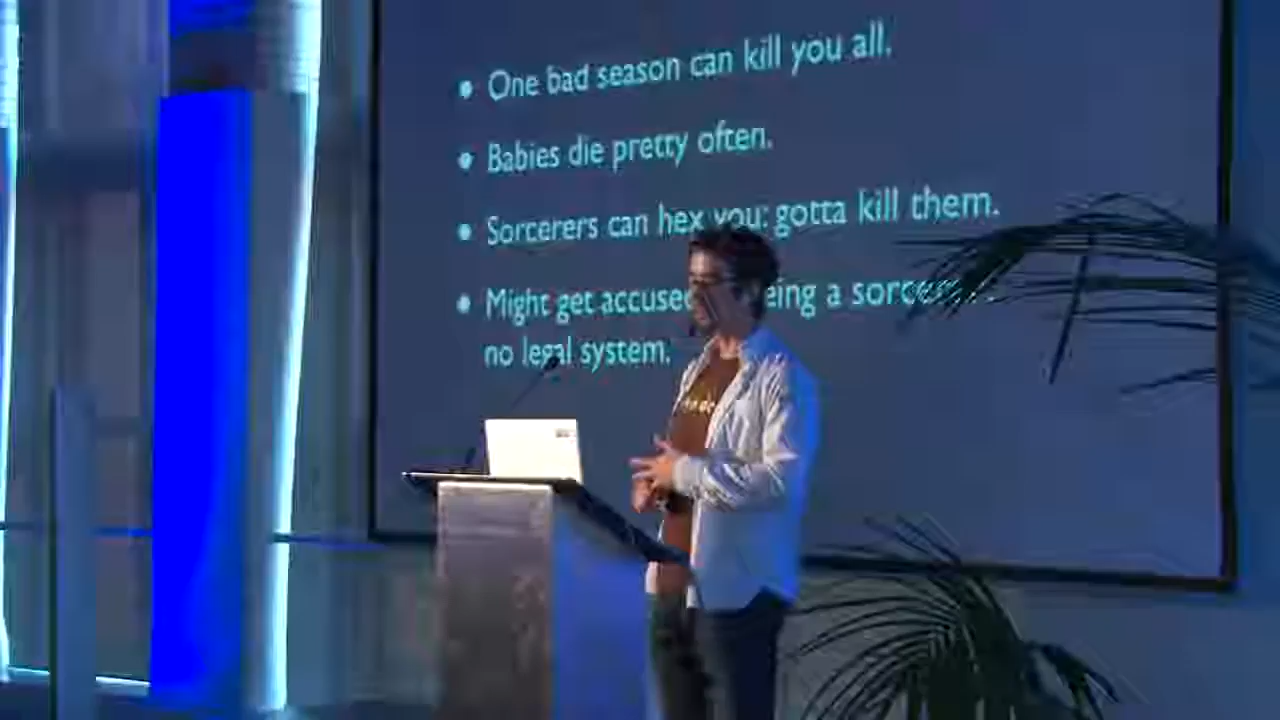 One bad season can kill you all.
Babies die pretty often.
Sorcerers can hex you: gotta kill them.
Might get accused eing a
no legal system.